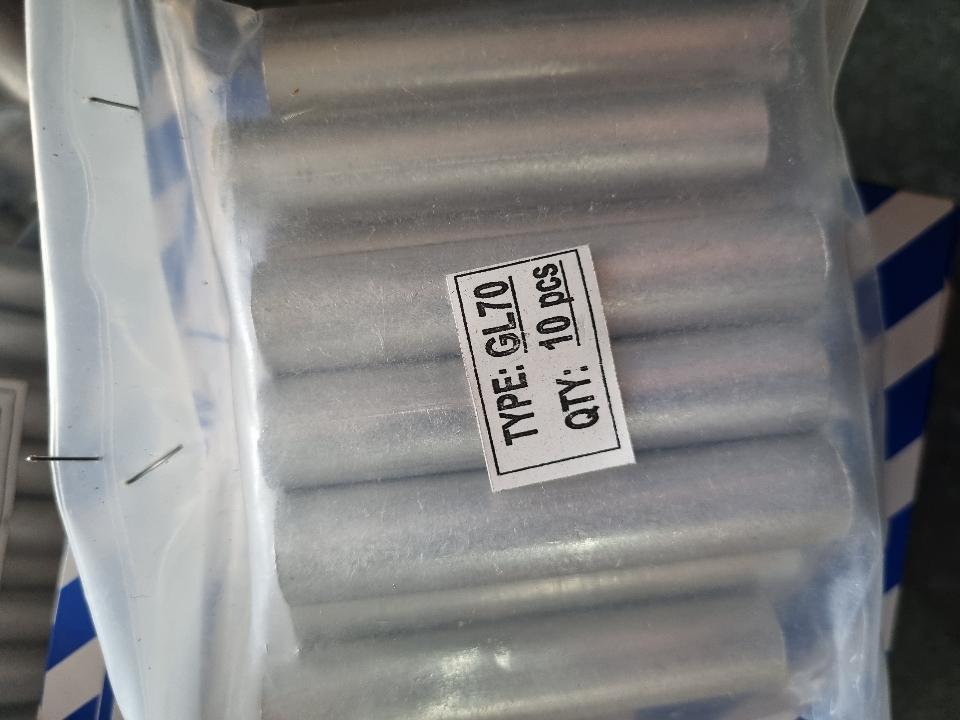 TYPE: GL70
QTY: 10 pcs